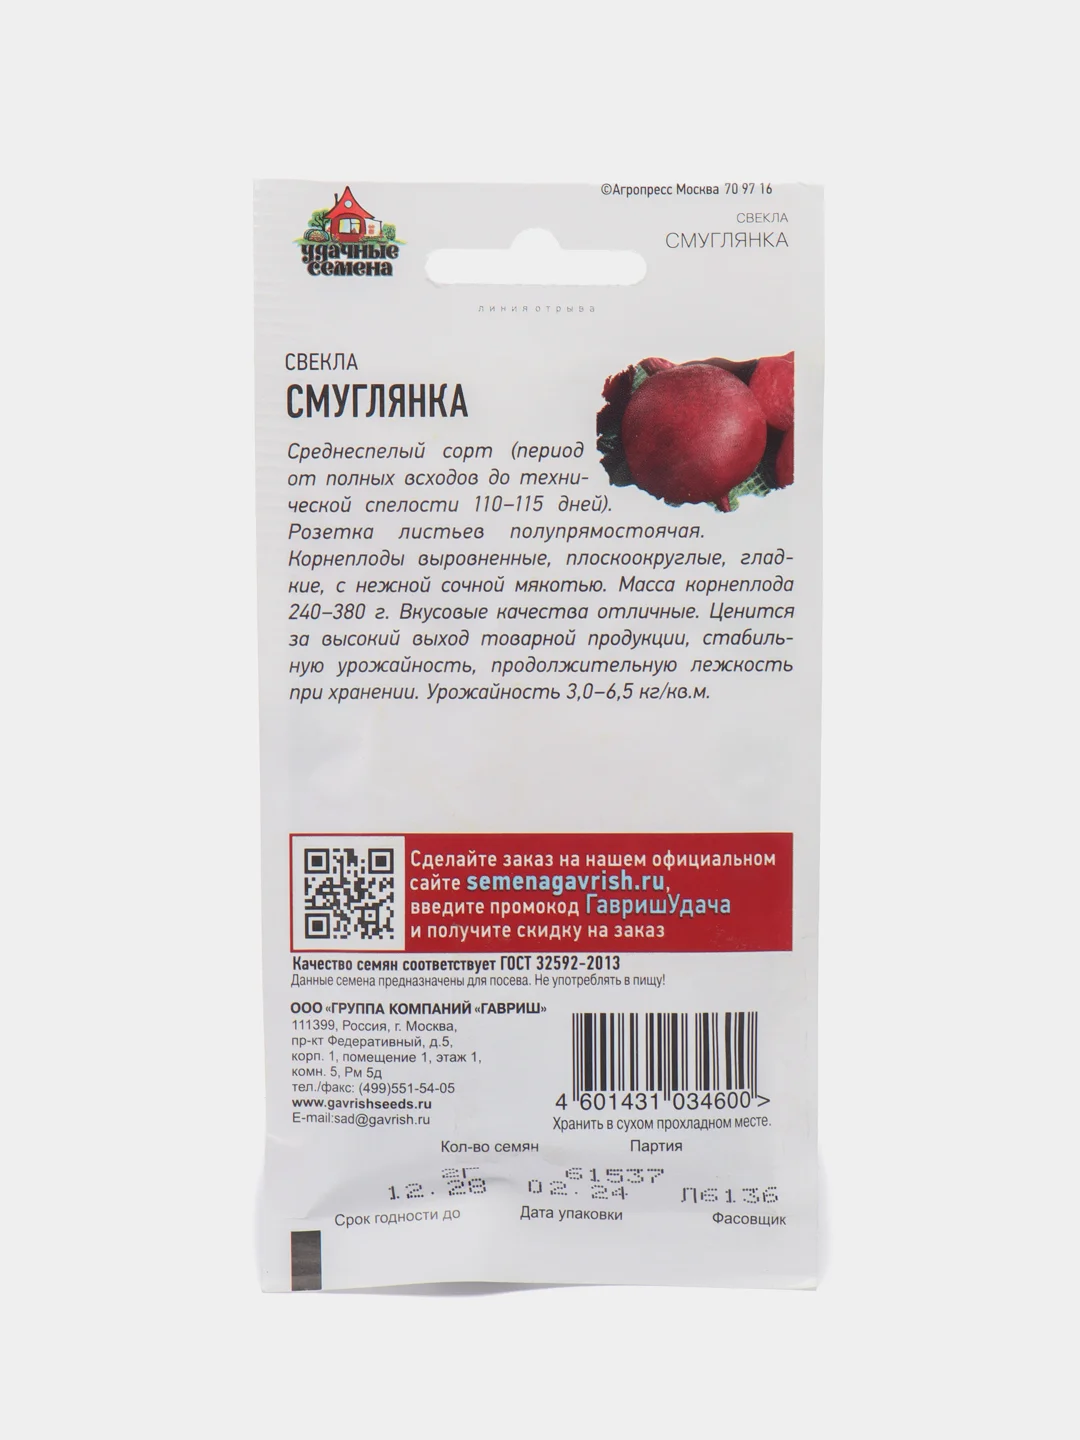 ©Агропресс Москва 70 97 16
удачные
семена
СВЕКЛА
СМУГЛЯНКА
линия отрыва
СВЕКЛА
СМУГЛЯНКА
Среднеспелый сорт (период
от полных всходов до техни-
ческой спелости 110–115 дней).
Розетка листьев полупрямостоячая.
Корнеплоды выровненные, плоскоокруглые, глад-
кие, с нежной сочной мякотью. Масса корнеплода
240–380 г. Вкусовые качества отличные. Ценится
за высокий выход товарной продукции, стабиль-
ную урожайность, продолжительную лежкость
при хранении. Урожайность 3,0–6,5 кг/кв.м.
Сделайте заказ на нашем официальном
сайте semenagavrish.ru,
введите промокод ГавришУдача
и получите скидку на заказ
Качество семян соответствует ГОСТ 32592-2013
Данные семена предназначены для посева. Не употреблять в пищу!
ООО «ГРУППА КОМПАНИЙ «ГАВРИШ»
111399, Россия, г. Москва,
пр-кт Федеративный, д.5,
корп. 1, помещение 1, этаж 1,
комн. 5, Рм 5д
тел./факс: (499)551-54-05
www.gavrishseeds.ru
E-mail:sad@gavrish.ru
4 601431 034600 >
Хранить в сухом прохладном месте.
Кол-во семян Партия
2Г 61537
12.28 02.24 Л6136
Срок годности до Дата упаковки Фасовщик